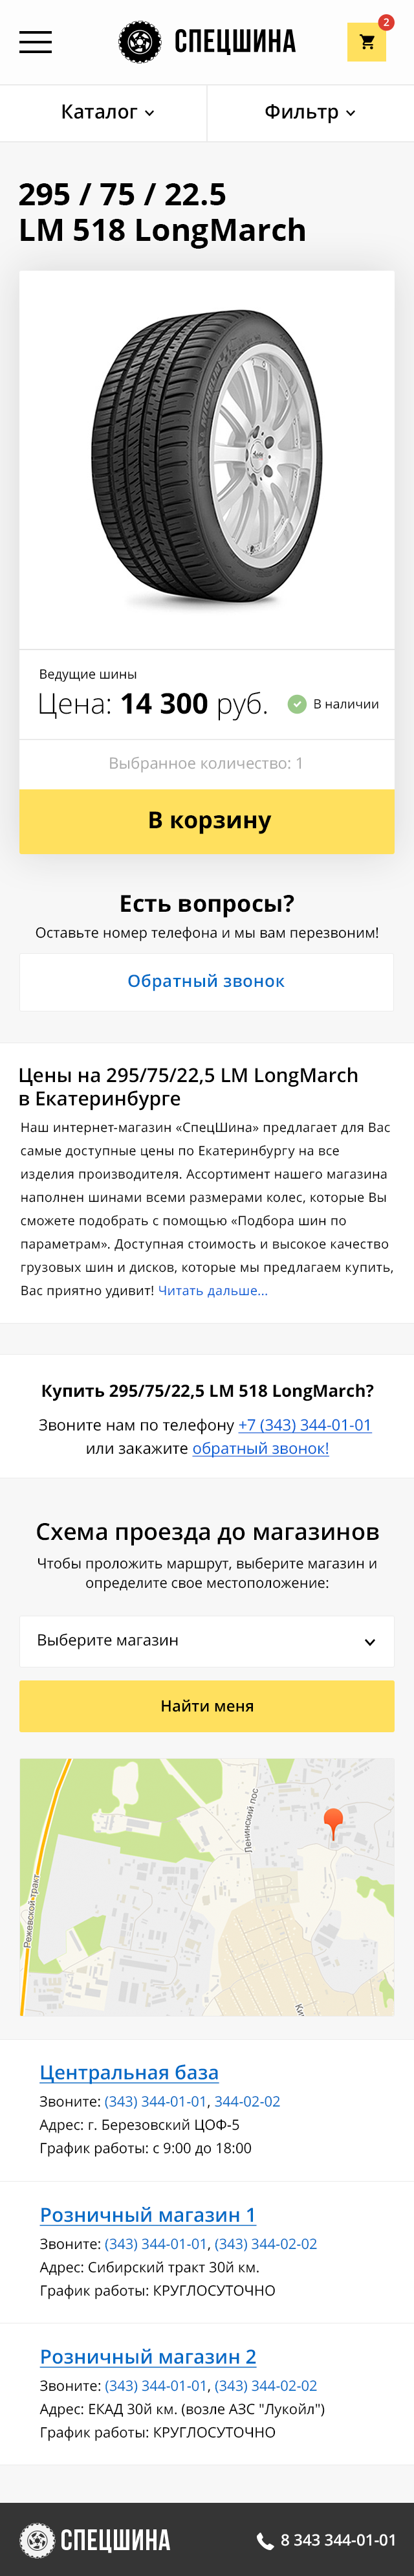 СПЕЦШИНА
2
Каталог
Фильтр
295 / 75 / 22.5
LM 518 LongMarch
MICHELIN
Ведущие шины
Цена: 14 300 руб.
В наличии
Выбранное количество: 1
В корзину
Есть вопросы?
Оставьте номер телефона и мы вам перезвоним!
Обратный звонок
Цены на 295/75/22,5 LM LongMarch
в Екатеринбурге
Наш интернет-магазин «СпецШина» предлагает для Вас
самые доступные цены по Екатеринбургу на все
изделия производителя. Ассортимент нашего магазина
наполнен шинами всеми размерами колес, которые Вы
сможете подобрать с помощью «Подбора шин по
параметрам». Доступная стоимость и высокое качество
грузовых шин и дисков, которые мы предлагаем купить,
Вас приятно удивит! Читать дальше...
Купить 295/75/22,5 LM 518 LongMarch?
Звоните нам по телефону +7 (343) 344-01-01
или закажите обратный звонок!
Схема проезда до магазинов
Чтобы проложить маршрут, выберите магазин и
определите свое местоположение:
Выберите магазин
Найти меня
Ленинский пос
Режевской-тракт
Ки
Центральная база
Звоните: (343) 344-01-01, 344-02-02
Адрес: г. Березовский ЦОФ-5
График работы: с 9:00 до 18:00
Розничный магазин 1
Звоните: (343) 344-01-01, (343) 344-02-02
Адрес: Сибирский тракт 30й км.
График работы: КРУГЛОСУТОЧНО
Розничный магазин 2
Звоните: (343) 344-01-01, (343) 344-02-02
Адрес: ЕКАД 30й км. (возле АЗС "Лукойл")
График работы: КРУГЛОСУТОЧНО
СПЕЦШИНА
8 343 344-01-01